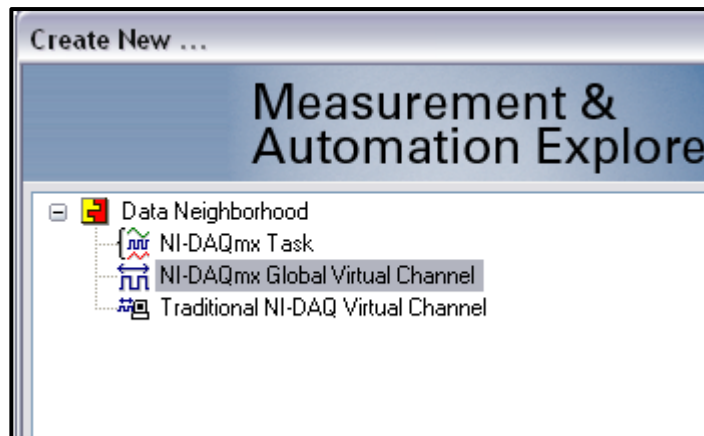 Create New ...
Measurement &
Automation Explore
Data Neighborhood
NI-DAQmx Task
NI-DAQmx Global Virtual Channel
Traditional NI-DAQ Virtual Channel